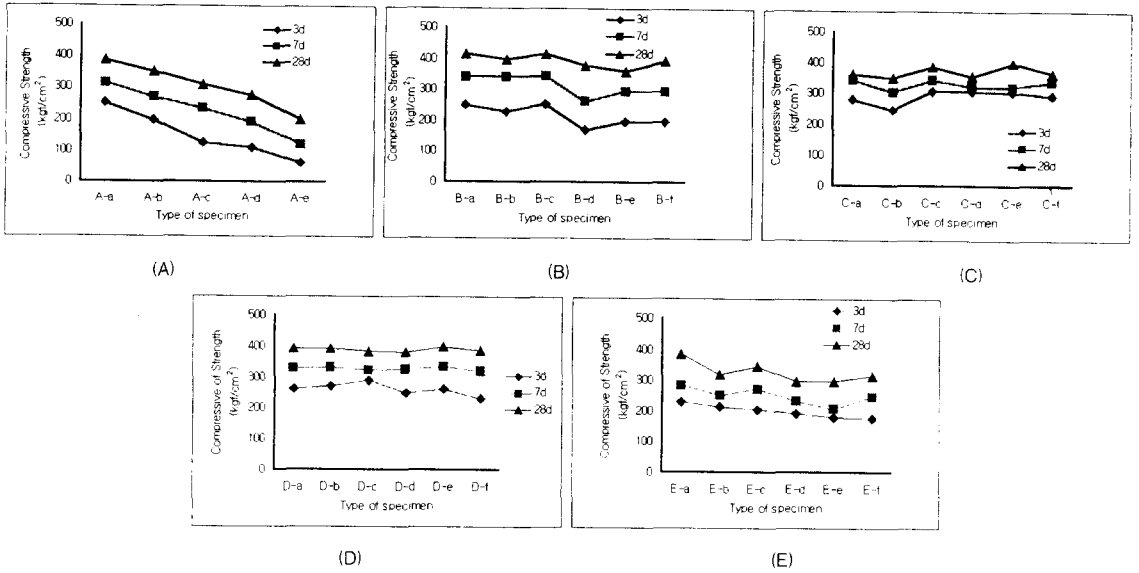 500
400
300
200
100
0
Compressive Strength
(kgf/cm²)
3d
7d
28d
A-a A-b A-c A-d A-e
Type of specimen
(A)
500
400
300
200
100
0
Compressive Strength
(kgf/cm²)
3d
7d
28d
B-a B-b B-c B-d B-e B-f
Type of specimen
(B)
500
400
300
200
100
0
Compressive Strength
(kgf/cm²)
3d
7d
28d
C-a C-b C-c C-d C-e C-f
Type of specimen
(C)
500
400
300
200
100
0
Compressive of Strength
(kgf/cm²)
3d
7d
28d
D-a D-b D-c D-d D-e D-f
Type of specimen
(D)
500
400
300
200
100
0
Compressive of Strength
(kgf/cm²)
3d
7d
28d
E-a E-b E-c E-d E-e E-f
Type of specimen
(E)